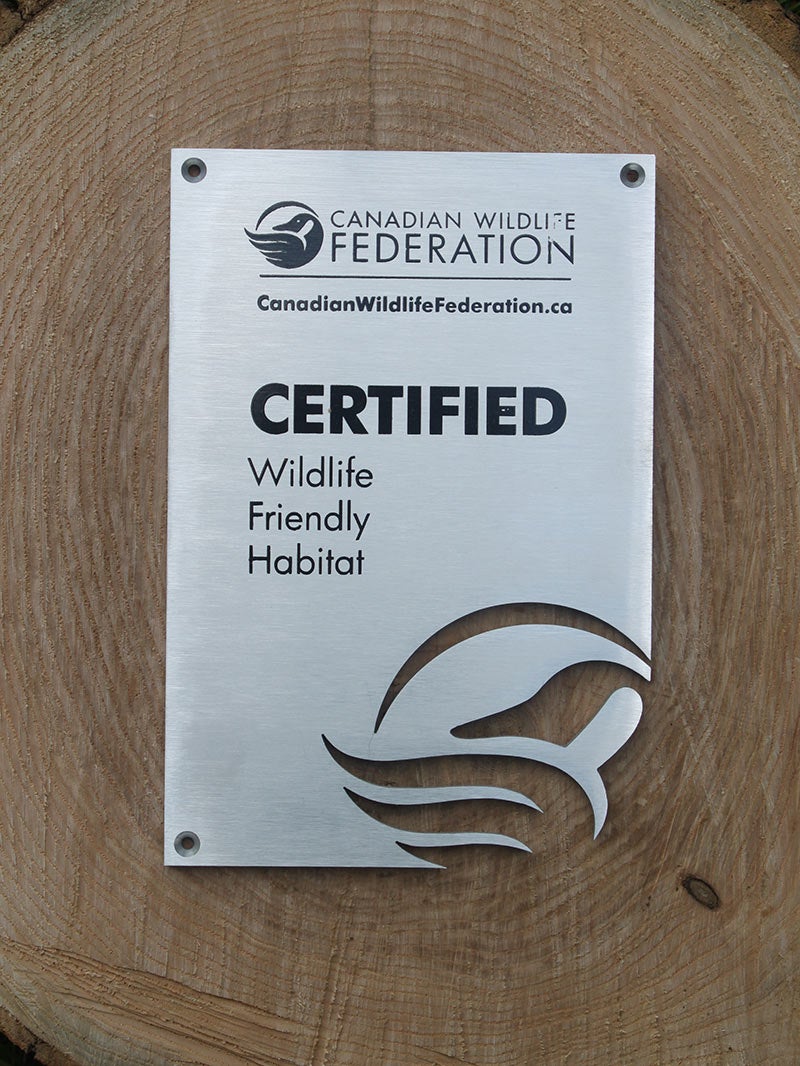 CANADIAN WILDLIFE
FEDERATION
CanadianWildlifeFederation.ca
CERTIFIED
Wildlife
Friendly
Habitat